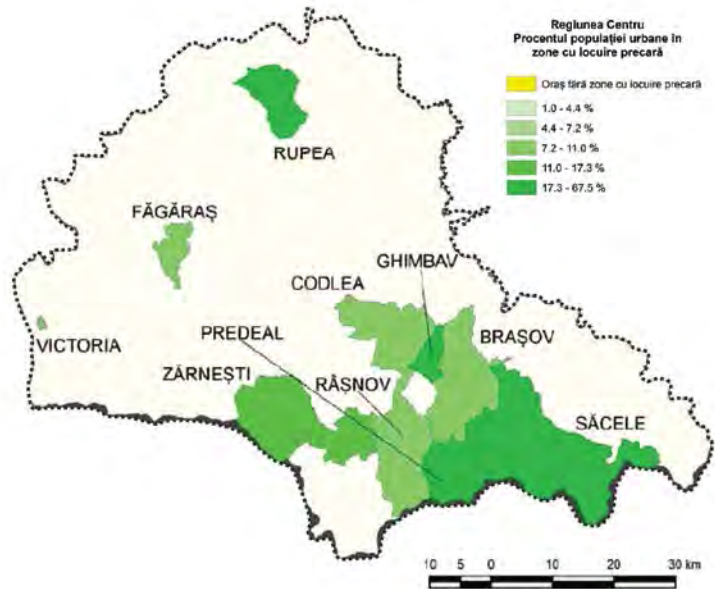 Regiunea Centru
Procentul populației urbane în
zone cu locuire precară
Oraș fără zone cu locuire precară
1.0 - 4.4 %
4.4 - 7.2 %
7.2 - 11.0 %
11.0 - 17.3 %
17.3 - 67.5 %
RUPEA
FĂGĂRAȘ
GHIMBAV
CODLEA
PREDEAL
BRAȘOV
VICTORIA
ZĂRNEȘTI
RÂȘNOV
SĂCELE
10 5 0 10 20 30 km